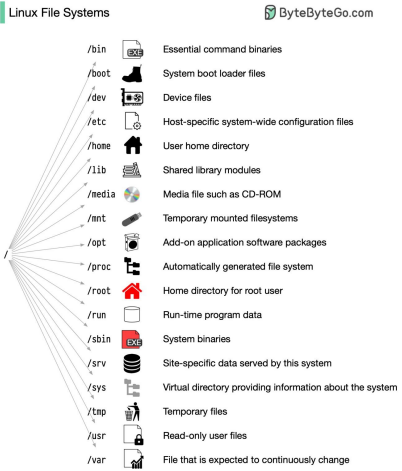 Linux File Systems
ByteByteGo.com
/bin EXE Essential command binaries
/boot System boot loader files
/dev Device files
/etc Host-specific system-wide configuration files
/home User home directory
/lib Shared library modules
/media Media file such as CD-ROM
/mnt Temporary mounted filesystems
/opt Add-on application software packages
/ /proc Automatically generated file system
/root Home directory for root user
/run Run-time program data
/sbin EXE System binaries
/srv Site-specific data served by this system
/sys Virtual directory providing information about the system
/tmp Temporary files
/usr Read-only user files
/var File that is expected to continuously change